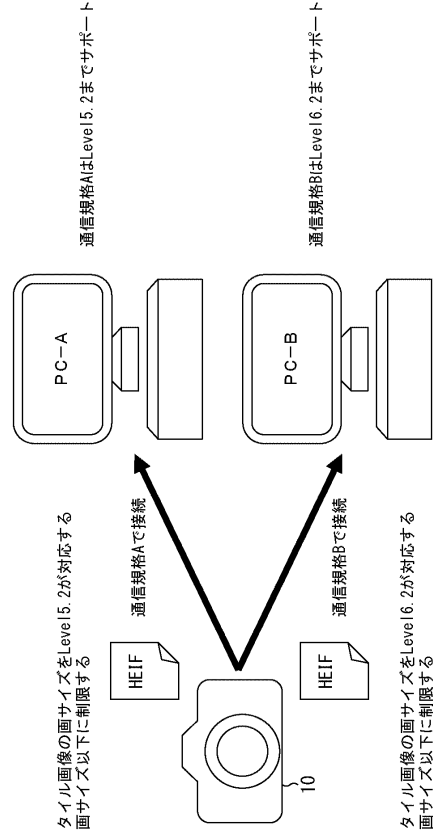 タイル画像の画サイズをLevel5.2が対応する
画サイズ以下に制限する
HEIF
通信規格Aで接続
PC-A
通信規格AはLevel5.2までサポート
10
HEIF
通信規格Bで接続
PC-B
通信規格BはLevel6.2までサポート
タイル画像の画サイズをLevel6.2が対応する
画サイズ以下に制限する